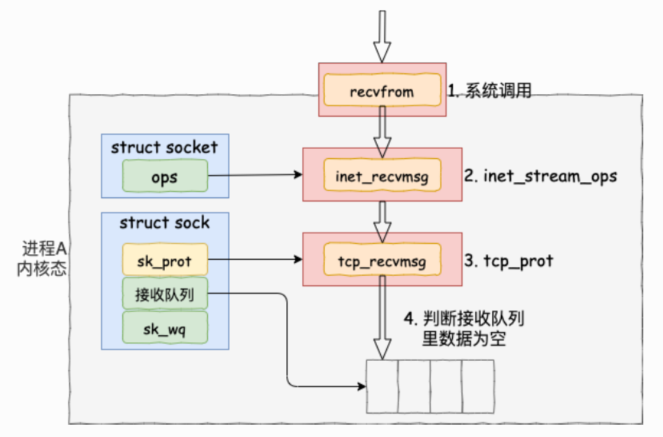 recvfrom
1. 系统调用
struct socket
ops
inet_recvmsg
2. inet_stream_ops
struct sock
进程A
内核态
sk_prot
tcp_recvmsg
3. tcp_prot
接收队列
sk_wq
4. 判断接收队列
里数据为空